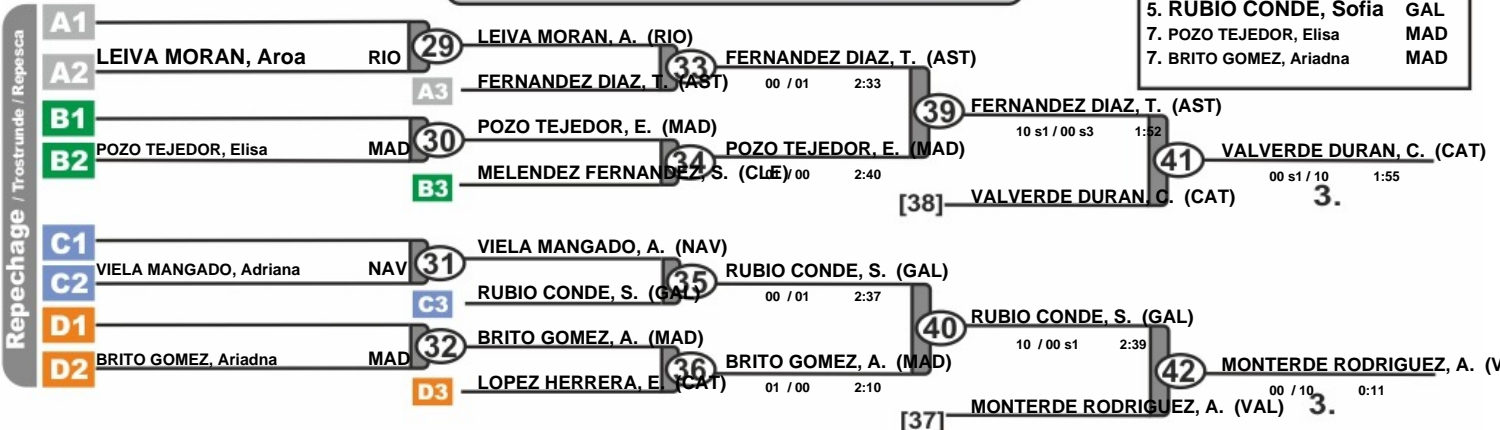 Repechage / Trostrunde / Repesca
A1
LEIVA MORAN, Aroa RIO
A2
29
LEIVA MORAN, A. (RIO)
A3
FERNANDEZ DIAZ, T. (AST)
33
FERNANDEZ DIAZ, T. (AST)
00 / 01 2:33
B1
B2
POZO TEJEDOR, Elisa MAD
30
POZO TEJEDOR, E. (MAD)
B3
MELENDEZ FERNANDEZ, S. (CLE)
34
POZO TEJEDOR, E. (MAD)
/ 00 2:40
39
FERNANDEZ DIAZ, T. (AST)
10 s1 / 00 s3 1:52
[38]
VALVERDE DURAN, C. (CAT)
41
VALVERDE DURAN, C. (CAT)
00 s1 / 10 1:55
3.
C1
VIELA MANGADO, Adriana NAV
C2
31
VIELA MANGADO, A. (NAV)
C3
RUBIO CONDE, S. (GAL)
35
RUBIO CONDE, S. (GAL)
00 / 01 2:37
D1
D2
BRITO GOMEZ, Ariadna MAD
32
BRITO GOMEZ, A. (MAD)
D3
LOPEZ HERRERA, E. (CAT)
36
BRITO GOMEZ, A. (MAD)
01 / 00 2:10
40
RUBIO CONDE, S. (GAL)
10 / 00 s1 2:39
[37]
MONTERDE RODRIGUEZ, A. (VAL)
42
MONTERDE RODRIGUEZ, A. (V
00 / 10 0:11
3.
5. RUBIO CONDE, Sofia GAL
7. POZO TEJEDOR, Elisa MAD
7. BRITO GOMEZ, Ariadna MAD